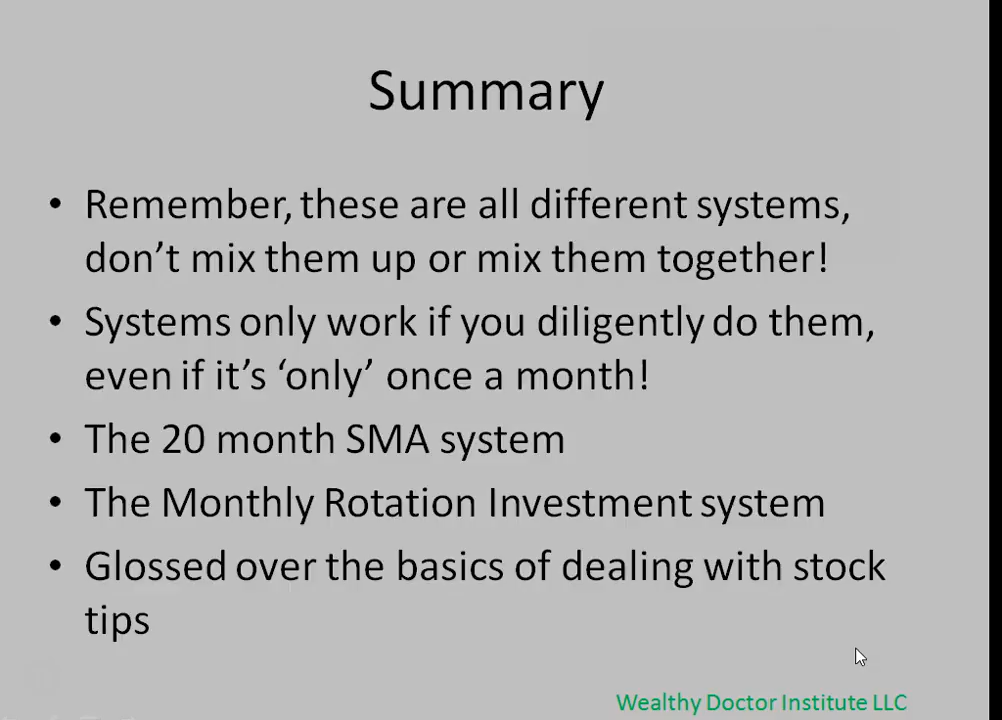 Summary
• Remember, these are all different systems,
don’t mix them up or mix them together!
• Systems only work if you diligently do them,
even if it’s ‘only’ once a month!
• The 20 month SMA system
• The Monthly Rotation Investment system
• Glossed over the basics of dealing with stock
tips
Wealthy Doctor Institute LLC